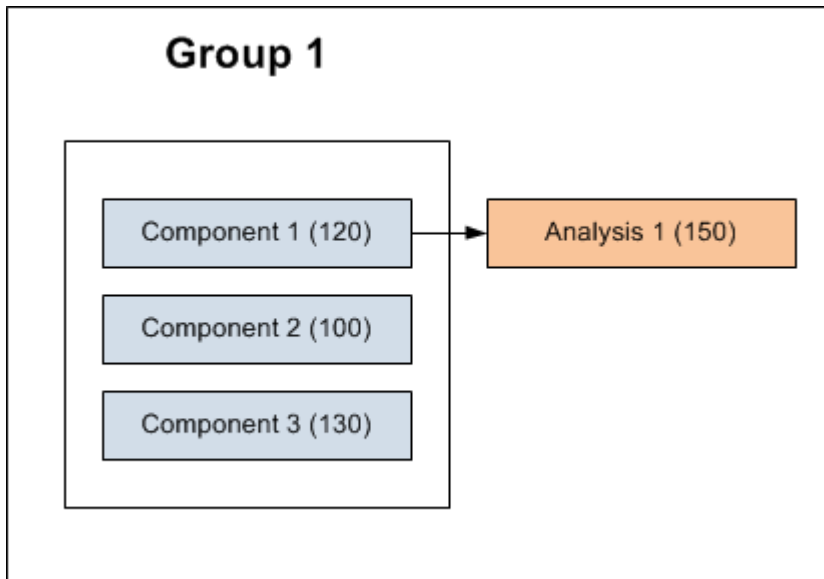 Group 1
Component 1 (120)
Analysis 1 (150)
Component 2 (100)
Component 3 (130)